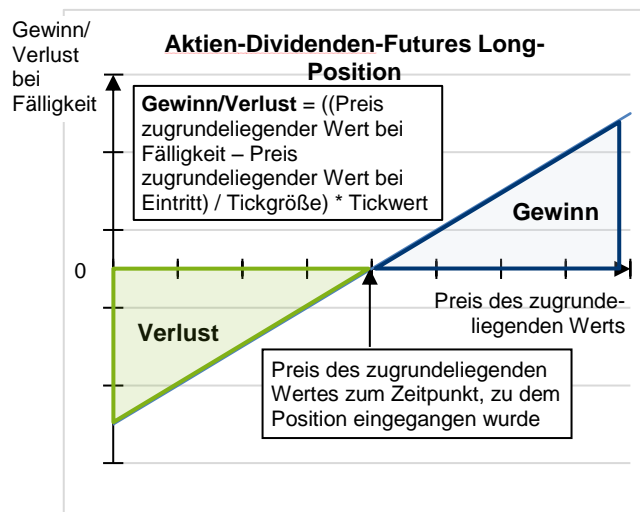 Gewinn/
Verlust
bei
Fälligkeit
Aktien-Dividenden-Futures Long-
Position
Gewinn/Verlust = ((Preis
zugrundeliegender Wert bei
Fälligkeit – Preis
zugrundeliegender Wert bei
Eintritt) / Tickgröße) * Tickwert
Gewinn
0
Preis des zugrunde-
liegenden Werts
Verlust
Preis des zugrundeliegenden
Wertes zum Zeitpunkt, zu dem
Position eingegangen wurde